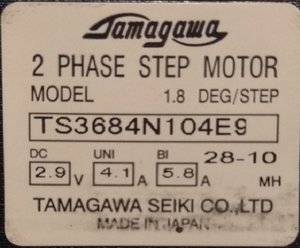 Tamagawa
2 PHASE STEP MOTOR
MODEL 1.8 DEG/STEP
TS3684N104E9
DC UNI BI 28-10
2.9 V 4.1 A 5.8 A MH
TAMAGAWA SEIKI CO.,LTD
MADE IN JAPAN